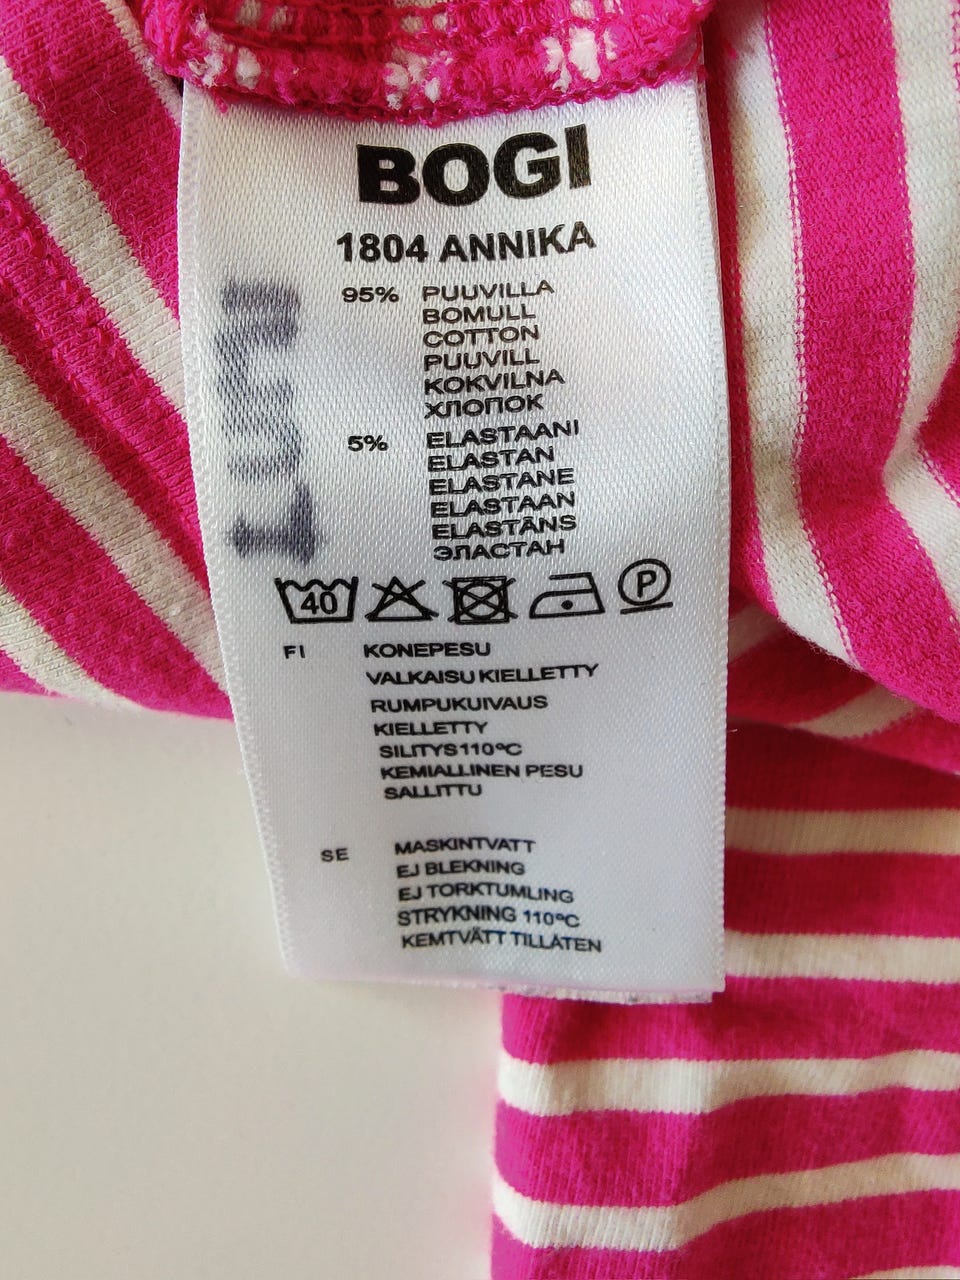 BOGI
1804 ANNIKA
95% PUUVILLA
BOMULL
COTTON
PUUVILL
KOKVILNA
ХЛОПОК
5% ELASTAANI
ELASTAN
ELASTANE
ELASTAAN
ELASTĀNS
ЭЛАСТАН
40 P
FI KONEPESU
VALKAISU KIELLETTY
RUMPUKUIVAUS
KIELLETTY
SILITYS110°C
KEMIALLINEN PESU
SALLITTU
SE MASKINTVATT
EJ BLEKNING
EJ TORKTUMLING
STRYKNING 110°C
KEMTVÄTT TILLÅTEN